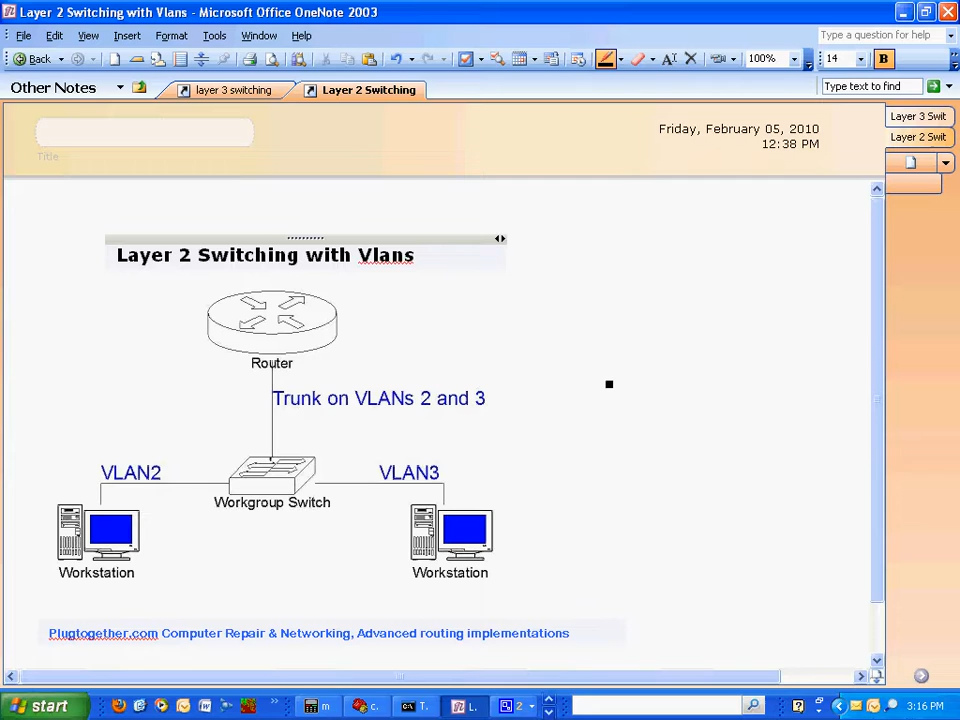 Layer 2 Switching with Vlans - Microsoft Office OneNote 2003
File Edit View Insert Format Tools Window Help
Type a question for help
Back
100%
14
B
Other Notes
layer 3 switching
Layer 2 Switching
Type text to find
Layer 3 Swit
Layer 2 Swit
Friday, February 05, 2010
12:38 PM
Title
Layer 2 Switching with Vlans
Router
Trunk on VLANs 2 and 3
VLAN2
VLAN3
Workgroup Switch
Workstation
Workstation
Plugtogether.com Computer Repair & Networking, Advanced routing implementations
start
m
c.
T.
L.
2
3:16 PM